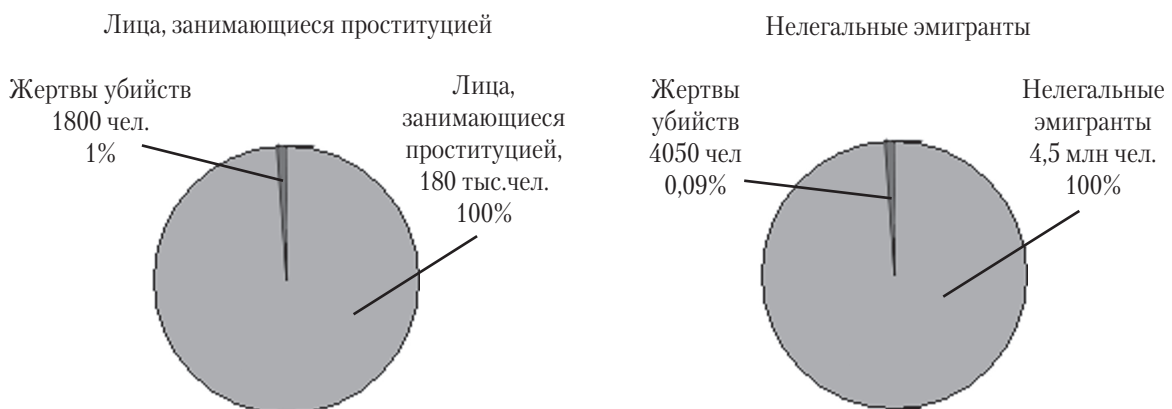 Лица, занимающиеся проституцией
Жертвы убийств
1800 чел.
1%
Лица,
занимающиеся
проституцией,
180 тыс.чел.
100%
Нелегальные эмигранты
Жертвы
убийств
4050 чел
0,09%
Нелегальные
эмигранты
4,5 млн чел.
100%